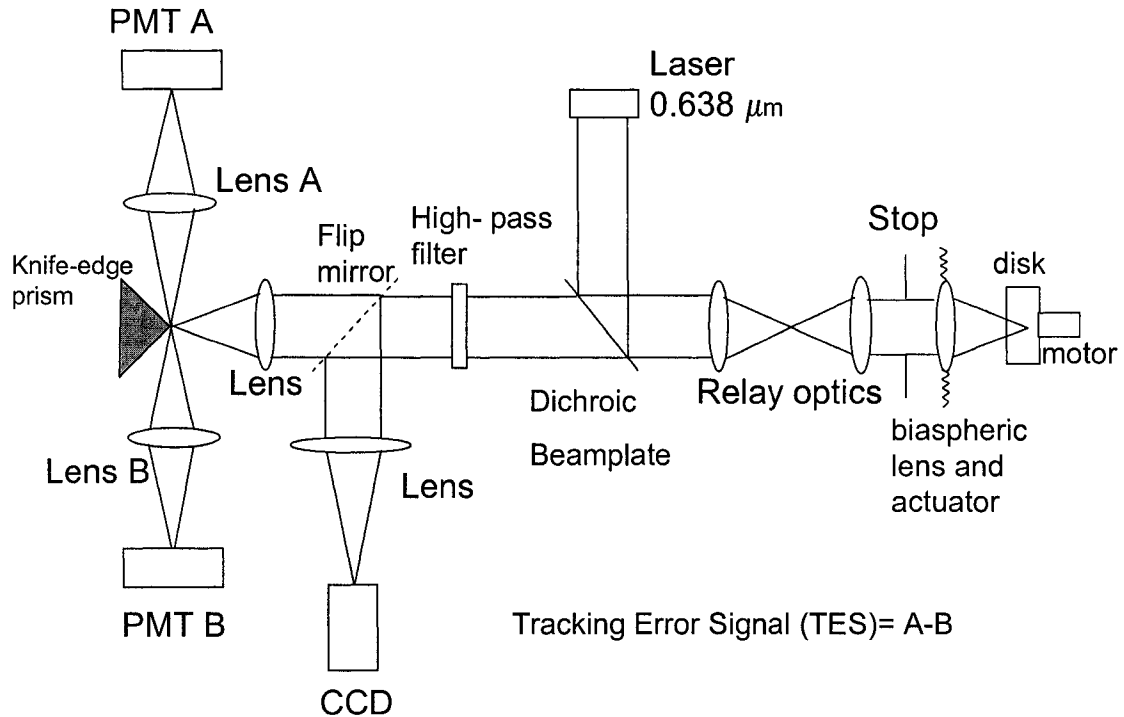 PMT A
Laser
0.638 μm
Lens A
High- pass
filter
Flip
mirror
Stop
Knife-edge
prism
disk
motor
Lens
Relay optics
Dichroic
Beamplate
biaspheric
lens and
actuator
Lens B
Lens
PMT B
Tracking Error Signal (TES)= A-B
CCD